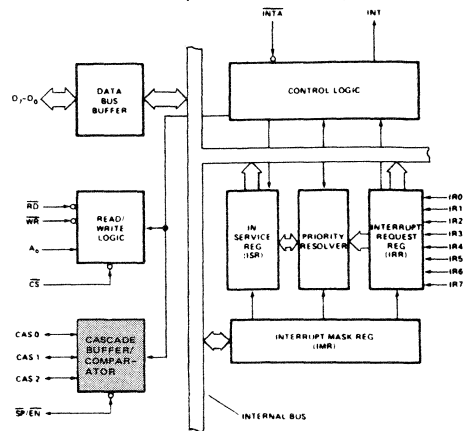 INTA
INT
D7-D0
DATA
BUS
BUFFER
CONTROL LOGIC
RD
WR
A0
CS
READ/
WRITE
LOGIC
IN
SERVICE
REG
(ISR)
PRIORITY
RESOLVER
INTERRUPT
REQUEST
REG
(IRR)
IR0
IR1
IR2
IR3
IR4
IR5
IR6
IR7
CAS 0
CAS 1
CAS 2
CASCADE
BUFFER/
COMPAR-
ATOR
INTERRUPT MASK REG
(IMR)
SP/EN
INTERNAL BUS